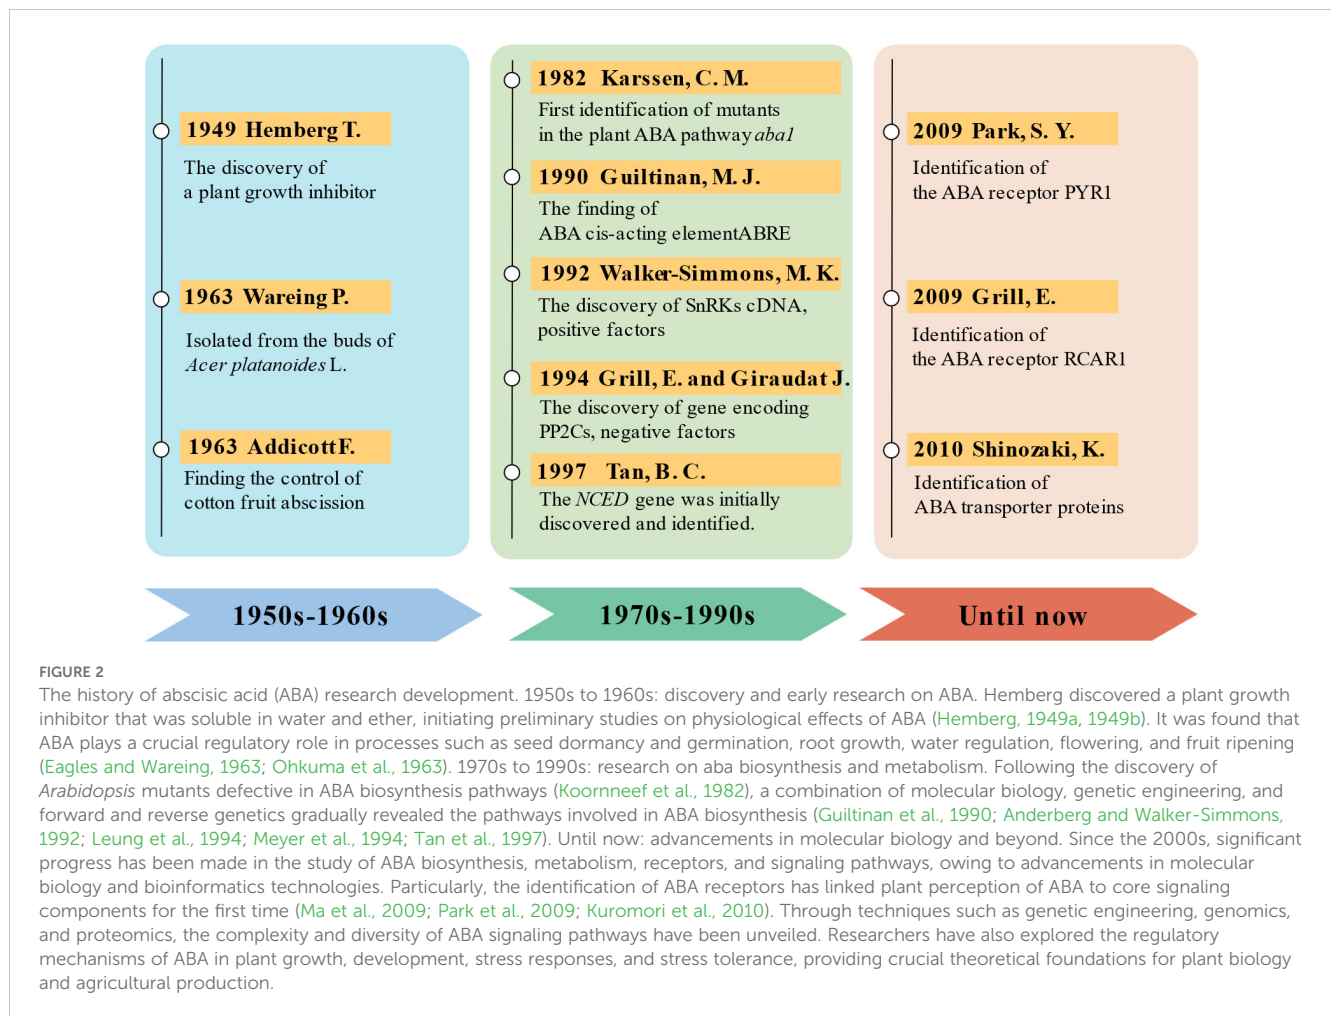 1949 Hemberg T.
The discovery of
a plant growth inhibitor
1963 Wareing P.
Isolated from the buds of
Acer platanoides L.
1963 Addicott F.
Finding the control of
cotton fruit abscission
1982 Karssen, C. M.
First identification of mutants
in the plant ABA pathway aba1
1990 Guiltinan, M. J.
The finding of
ABA cis-acting elementABRE
1992 Walker-Simmons, M. K.
The discovery of SnRKs cDNA,
positive factors
1994 Grill, E. and Giraudat J.
The discovery of gene encoding
PP2Cs, negative factors
1997 Tan, B. C.
The NCED gene was initially
discovered and identified.
2009 Park, S. Y.
Identification of
the ABA receptor PYR1
2009 Grill, E.
Identification of
the ABA receptor RCAR1
2010 Shinozaki, K.
Identification of
ABA transporter proteins
1950s-1960s
1970s-1990s
Until now
FIGURE 2
The history of abscisic acid (ABA) research development. 1950s to 1960s: discovery and early research on ABA. Hemberg discovered a plant growth
inhibitor that was soluble in water and ether, initiating preliminary studies on physiological effects of ABA (Hemberg, 1949a, 1949b). It was found that
ABA plays a crucial regulatory role in processes such as seed dormancy and germination, root growth, water regulation, flowering, and fruit ripening
(Eagles and Wareing, 1963; Ohkuma et al., 1963). 1970s to 1990s: research on aba biosynthesis and metabolism. Following the discovery of
Arabidopsis mutants defective in ABA biosynthesis pathways (Koornneef et al., 1982), a combination of molecular biology, genetic engineering, and
forward and reverse genetics gradually revealed the pathways involved in ABA biosynthesis (Guiltinan et al., 1990; Anderberg and Walker-Simmons,
1992; Leung et al., 1994; Meyer et al., 1994; Tan et al., 1997). Until now: advancements in molecular biology and beyond. Since the 2000s, significant
progress has been made in the study of ABA biosynthesis, metabolism, receptors, and signaling pathways, owing to advancements in molecular
biology and bioinformatics technologies. Particularly, the identification of ABA receptors has linked plant perception of ABA to core signaling
components for the first time (Ma et al., 2009; Park et al., 2009; Kuromori et al., 2010). Through techniques such as genetic engineering, genomics,
and proteomics, the complexity and diversity of ABA signaling pathways have been unveiled. Researchers have also explored the regulatory
mechanisms of ABA in plant growth, development, stress responses, and stress tolerance, providing crucial theoretical foundations for plant biology
and agricultural production.